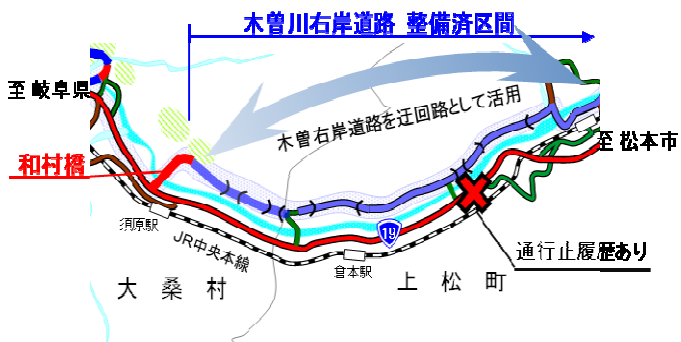 木曽川右岸道路 整備済区間
至 岐阜県
木曽右岸道路を迂回路として活用
至 松本市
和村橋
須原駅
JR中央本線
19
倉本駅
通行止履歴あり
大桑村
上松町